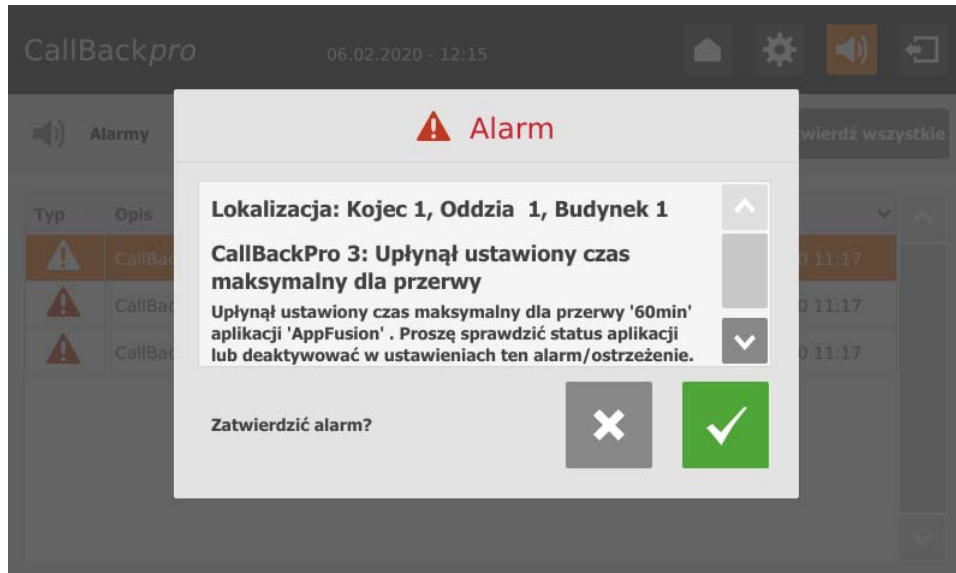 CallBackpro
06.02.2020 - 12:15
Alarmy
Alarm
wierdź wszystkie
Typ
Opis
Lokalizacja: Kojec 1, Oddzia 1, Budynek 1
CallBackPro 3: Upłynął ustawiony czas
maksymalny dla przerwy
Upłynął ustawiony czas maksymalny dla przerwy '60min'
aplikacji 'AppFusion' . Proszę sprawdzić status aplikacji
lub deaktywować w ustawieniach ten alarm/ostrzeżenie.
CallBac
0 11:17
CallBac
0 11:17
CallBac
0 11:17
Zatwierdzić alarm?